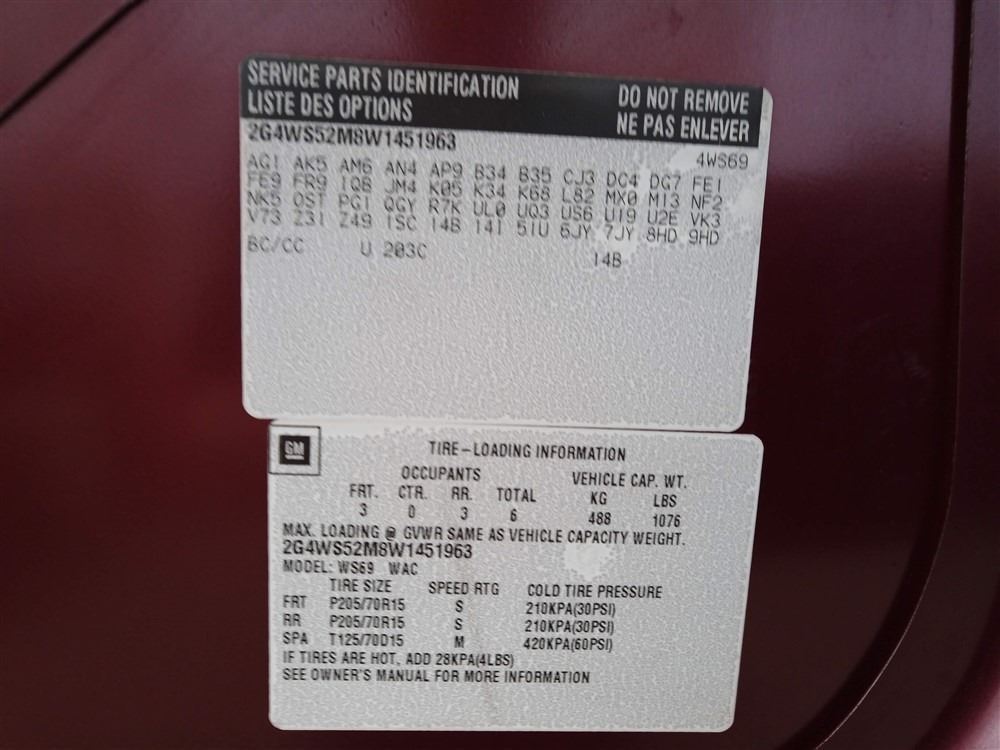 SERVICE PARTS IDENTIFICATION DO NOT REMOVE
LISTE DES OPTIONS NE PAS ENLEVER
2G4WS52M8W1451963 4WS69
AG1 AK5 AM6 AN4 AP9 B34 B35 CJ3 DC4 DG7 FE1
FE9 FR9 IQB JM4 K05 K34 K68 L82 MX0 M13 NF2
NK5 OST PG1 QGY R7K UL0 UQ3 US6 U19 U2E VK3
V73 Z31 Z49 1SC 14B 14I 51U 6JY 7JY 8HD 9HD
BC/CC U 203C 14B
GM
TIRE-LOADING INFORMATION
OCCUPANTS VEHICLE CAP. WT.
FRT. CTR. RR. TOTAL KG LBS
3 0 3 6 488 1076
MAX. LOADING @ GVWR SAME AS VEHICLE CAPACITY WEIGHT.
2G4WS52M8W1451963
MODEL: WS69 WAC
TIRE SIZE SPEED RTG COLD TIRE PRESSURE
FRT P205/70R15 S 210KPA(30PSI)
RR P205/70R15 S 210KPA(30PSI)
SPA T125/70D15 M 420KPA(60PSI)
IF TIRES ARE HOT, ADD 28KPA(4LBS)
SEE OWNER'S MANUAL FOR MORE INFORMATION